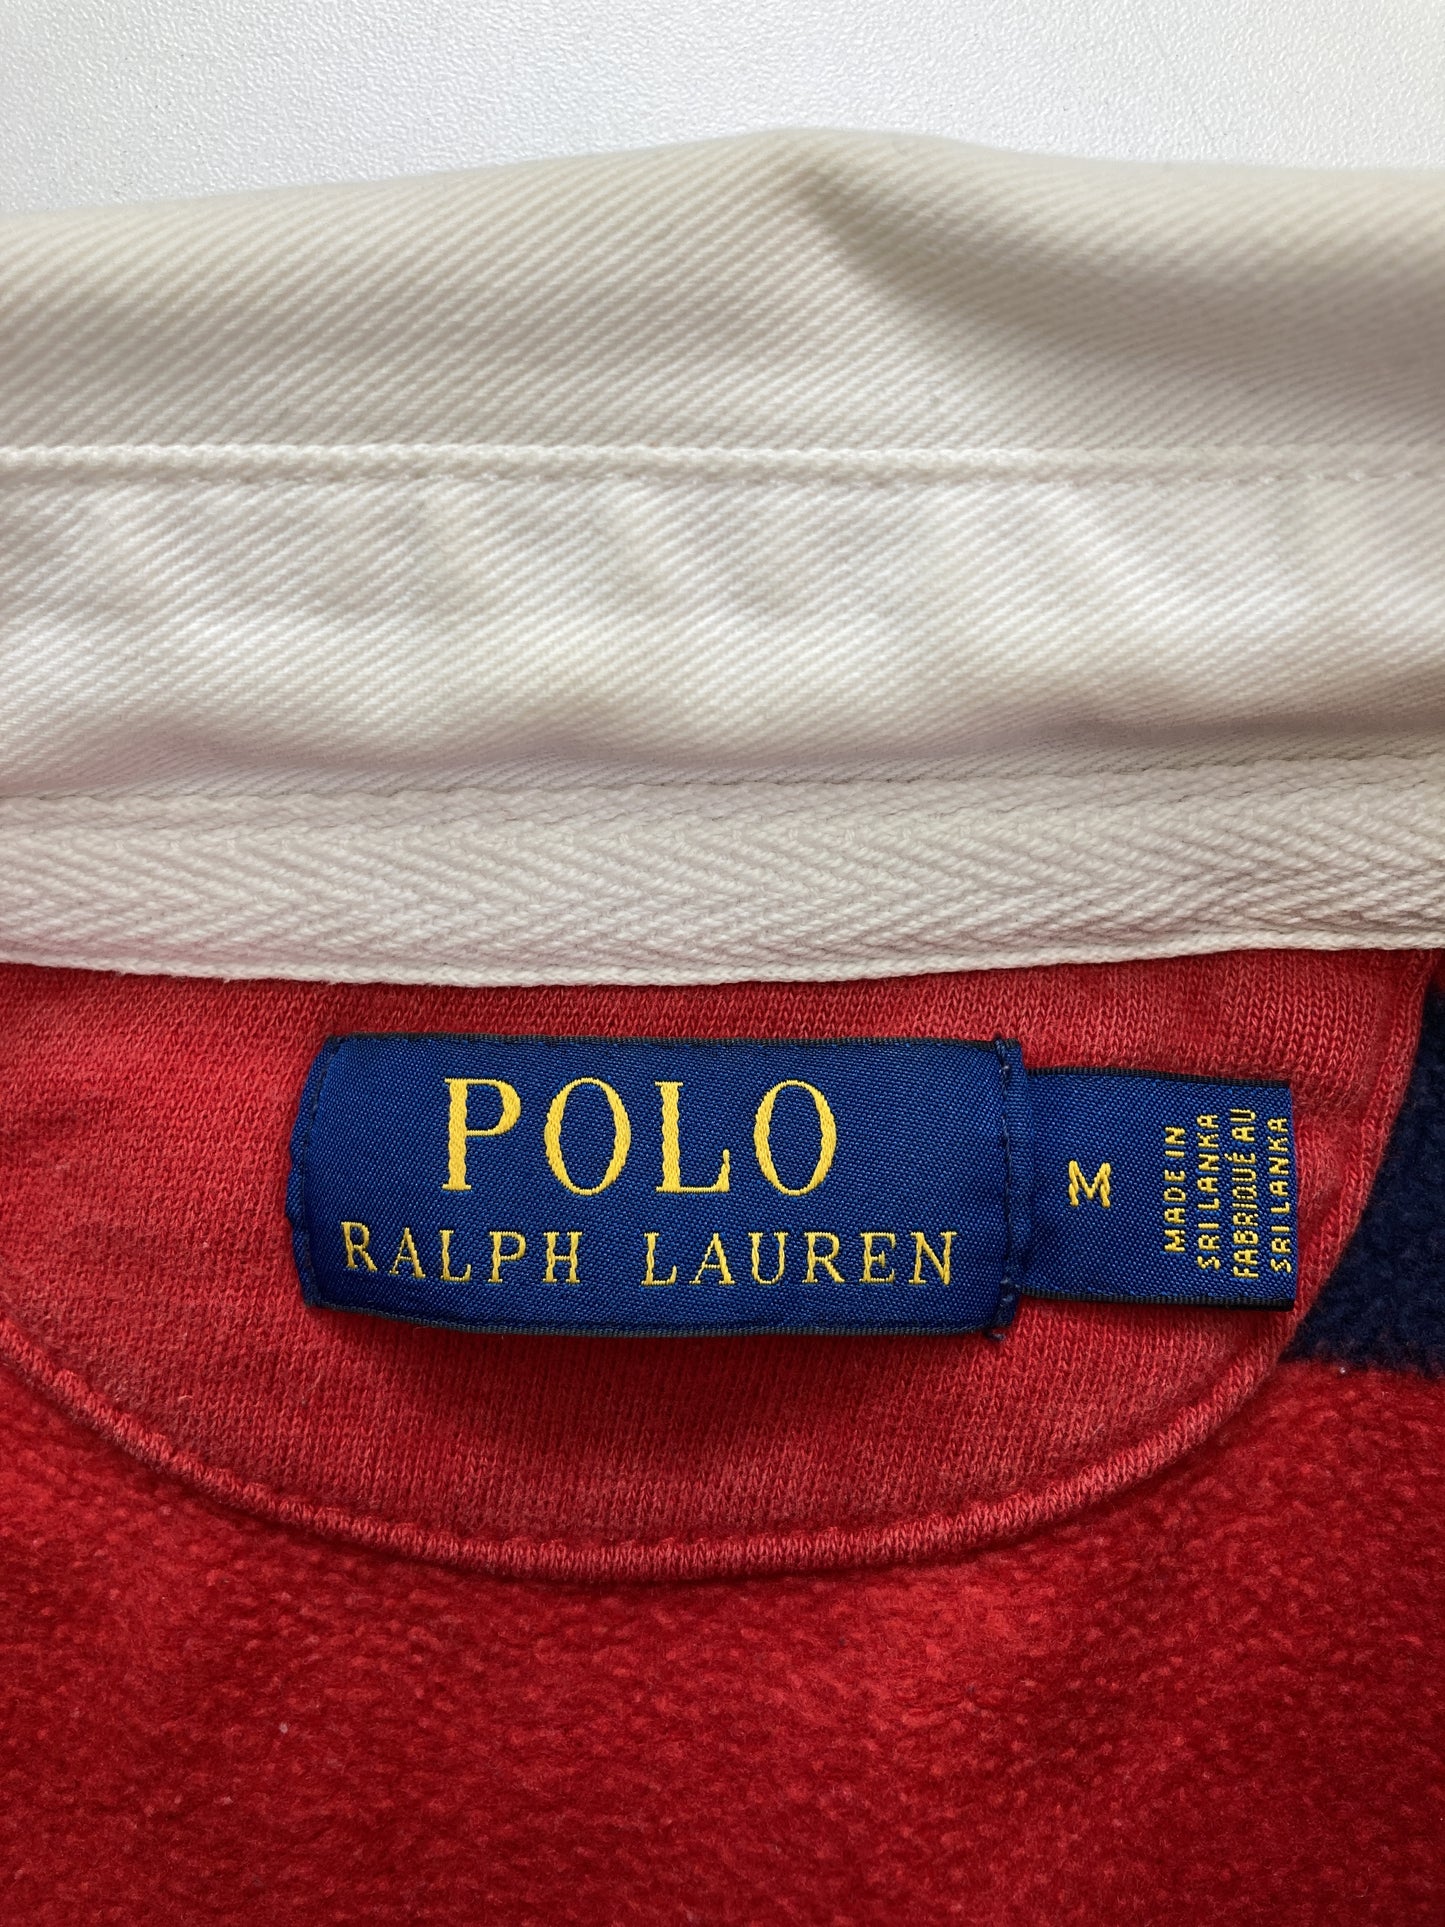 POLO
RALPH LAUREN
M
MADE IN
SRI LANKA
FABRIQUÉ AU
SRI LANKA